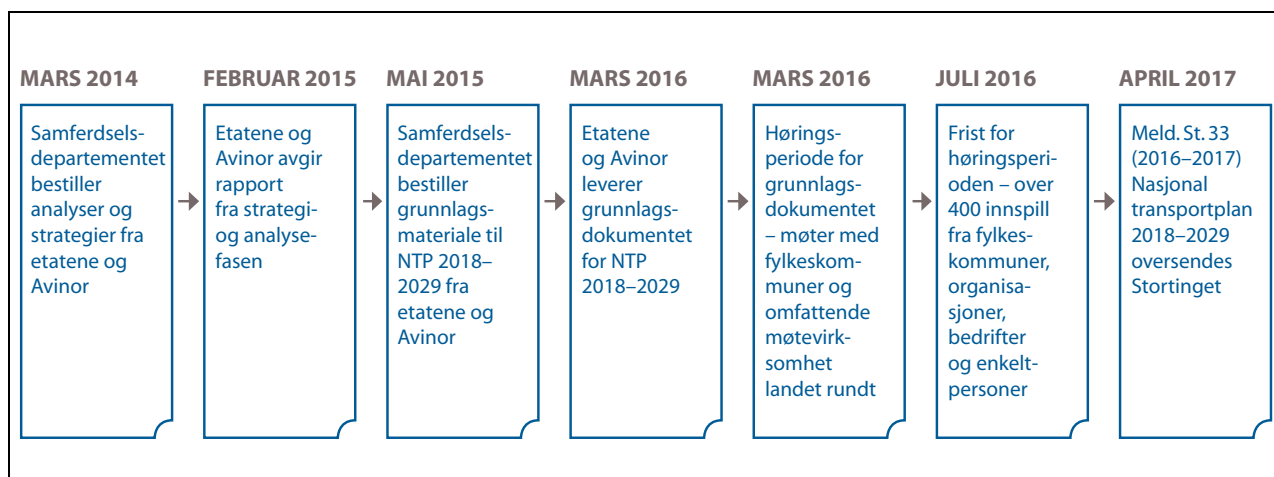 MARS 2014
Samferdsels-
departementet
bestiller
analyser og
strategier fra
etatene og
Avinor
FEBRUAR 2015
Etatene og
Avinor avgir
rapport
fra strategi-
og analyse-
fasen
MAI 2015
Samferdsels-
departementet
bestiller
grunnlags-
materiale til
NTP 2018–
2029 fra
etatene og
Avinor
MARS 2016
Etatene
og Avinor
leverer
grunnlags-
dokumentet
for NTP
2018–2029
MARS 2016
Hørings-
periode for
grunnlags-
dokumentet
– møter med
fylkeskom-
muner og
omfattende
møtevirk-
somhet
landet rundt
JULI 2016
Frist for
høringsperi-
oden – over
400 innspill
fra fylkes-
kommuner,
organisa-
sjoner,
bedrifter
og enkelt-
personer
APRIL 2017
Meld. St. 33
(2016–2017)
Nasjonal
transportplan
2018–2029
oversendes
Stortinget